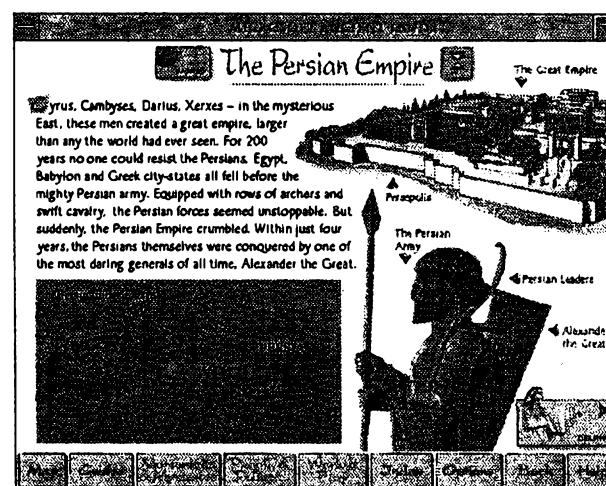 The Persian Empire
The Great Empire
yrus, Cambyses, Darius, Xerxes – in the mysterious
East, these men created a great empire, larger
than any the world had ever seen. For 200
years no one could resist the Persians. Egypt,
Babylon and Greek city-states all fell before the
mighty Persian army. Equipped with rows of archers and
swift cavalry, the Persian forces seemed unstoppable. But
suddenly, the Persian Empire crumbled. Within just four
years, the Persians themselves were conquered by one of
the most daring generals of all time, Alexander the Great.
Persepolis
The Persian
Army
Persian Leaders
Alexande
the Great
Index